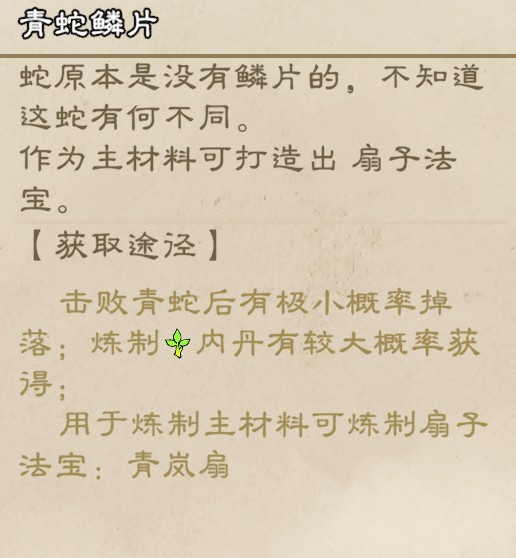 青蛇鳞片
蛇原本是没有鳞片的，不知道
这蛇有何不同。
作为主材料可打造出 扇子法
宝。
【获取途径】
击败青蛇后有极小概率掉
落；炼制内丹有较大概率获
得；
用于炼制主材料可炼制扇子
法宝：青岚扇